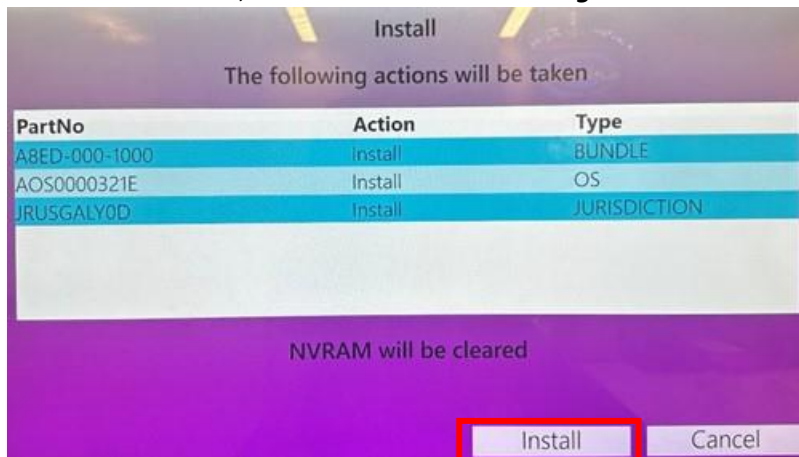 Install
The following actions will be taken
PartNo Action Type
A8ED-000-1000 Install BUNDLE
AOS0000321E Install OS
JRUSGALY0D Install JURISDICTION
NVRAM will be cleared
Install Cancel